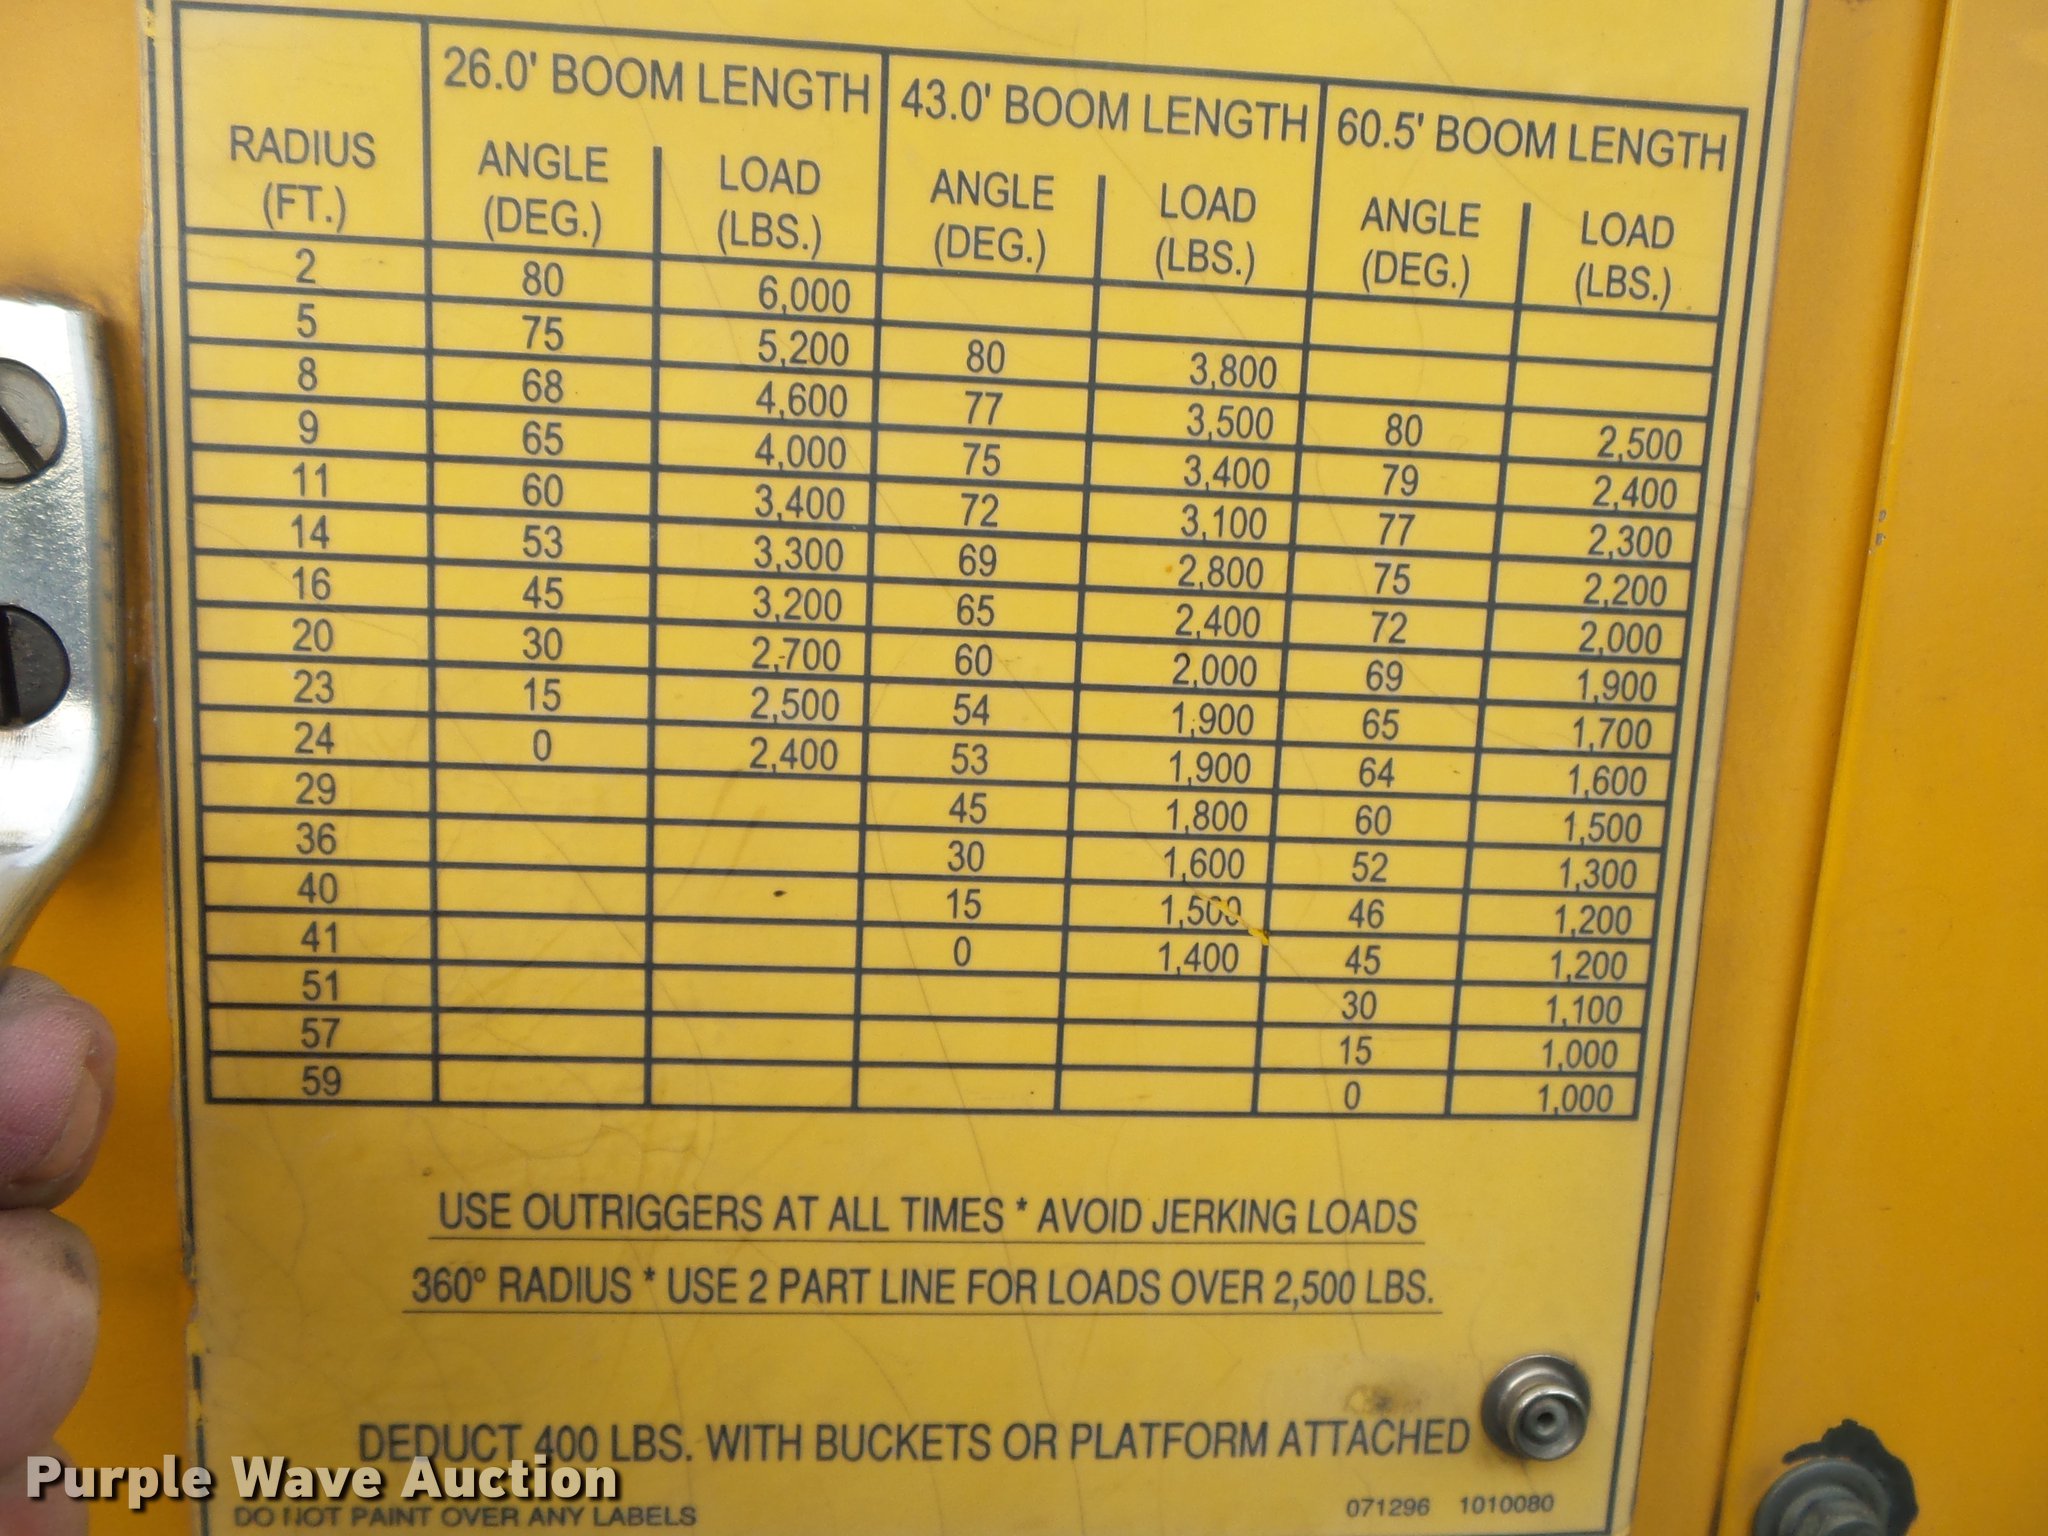 26.0' BOOM LENGTH 43.0' BOOM LENGTH 60.5' BOOM LENGTH
RADIUS ANGLE LOAD ANGLE LOAD ANGLE LOAD
(FT.) (DEG.) (LBS.) (DEG.) (LBS.) (DEG.) (LBS.)
2 80 6,000
5 75 5,200 80 3,800
8 68 4,600 77 3,500 80 2,500
9 65 4,000 75 3,400 79 2,400
11 60 3,400 72 3,100 77 2,300
14 53 3,300 69 2,800 75 2,200
16 45 3,200 65 2,400 72 2,000
20 30 2,700 60 2,000 69 1,900
23 15 2,500 54 1,900 65 1,700
24 0 2,400 53 1,900 64 1,600
29 45 1,800 60 1,500
36 30 1,600 52 1,300
40 15 1,500 46 1,200
41 0 1,400 45 1,200
51 30 1,100
57 15 1,000
59 0 1,000
USE OUTRIGGERS AT ALL TIMES * AVOID JERKING LOADS
360° RADIUS * USE 2 PART LINE FOR LOADS OVER 2,500 LBS.
DEDUCT 400 LBS. WITH BUCKETS OR PLATFORM ATTACHED
Purple Wave Auction
DO NOT PAINT OVER ANY LABELS 071296 1010080